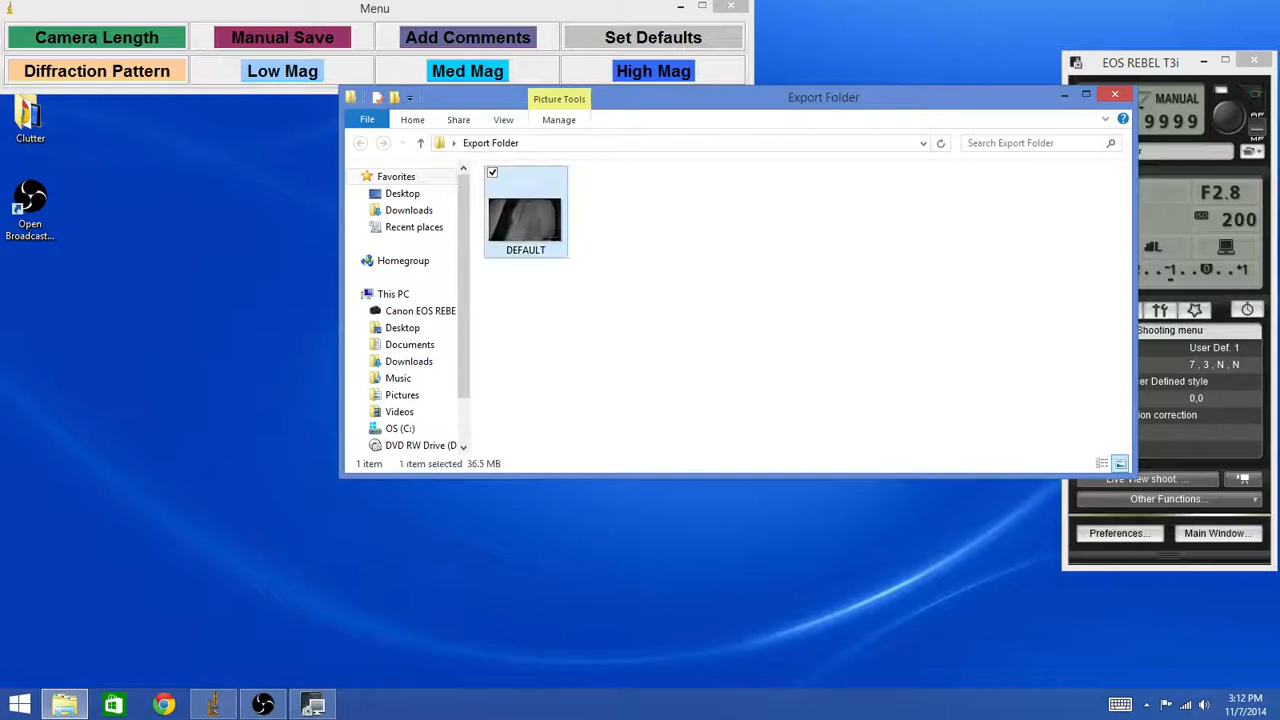 Menu
Camera Length
Manual Save
Add Comments
Set Defaults
Diffraction Pattern
Low Mag
Med Mag
High Mag
Clutter
Open
Broadcast...
Picture Tools
Export Folder
File
Home
Share
View
Manage
Export Folder
Search Export Folder
Favorites
Desktop
Downloads
Recent places
Homegroup
This PC
Canon EOS REBE
Desktop
Documents
Downloads
Music
Pictures
Videos
OS (C:)
DVD RW Drive (D
DEFAULT
1 item
1 item selected 36.5 MB
EOS REBEL T3i
MANUAL
9999
AF
MF
F2.8
ISO 200
L
Shooting menu
User Def. 1
7 , 3 , N , N
er Defined style
0,0
ion correction
Live View shoot. ...
Other Functions...
Preferences...
Main Window...
3:12 PM
11/7/2014